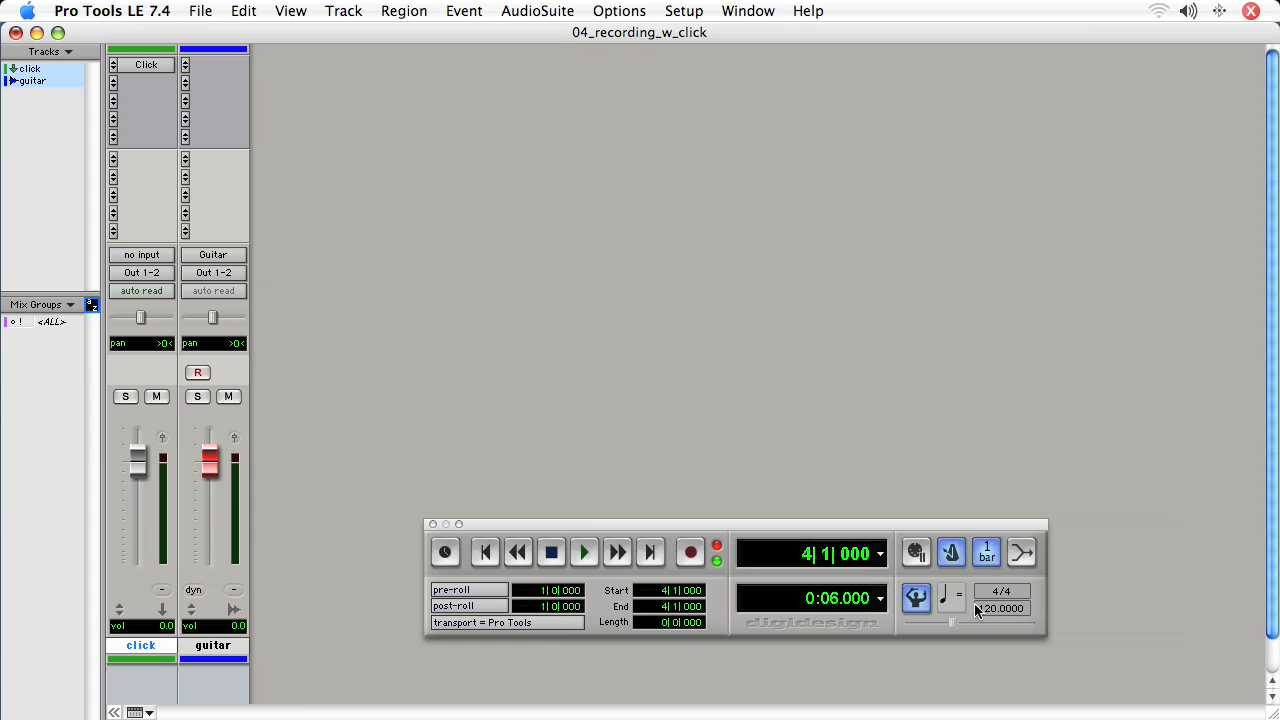 Pro Tools LE 7.4 File Edit View Track Region Event AudioSuite Options Setup Window Help
04_recording_w_click
Tracks
click
guitar
Click
no input Guitar
Out 1-2 Out 1-2
auto read auto read
Mix Groups a z
o ! <ALL>
pan >0< pan >0<
R
S M S M
dyn
vol 0.0 vol 0.0
click guitar
4| 1| 000
1 bar
pre-roll 1| 0| 000 Start 4| 1| 000
post-roll 1| 0| 000 End 4| 1| 000
transport = Pro Tools Length 0| 0| 000
0:06.000
digidesign
= 4/4
120.0000